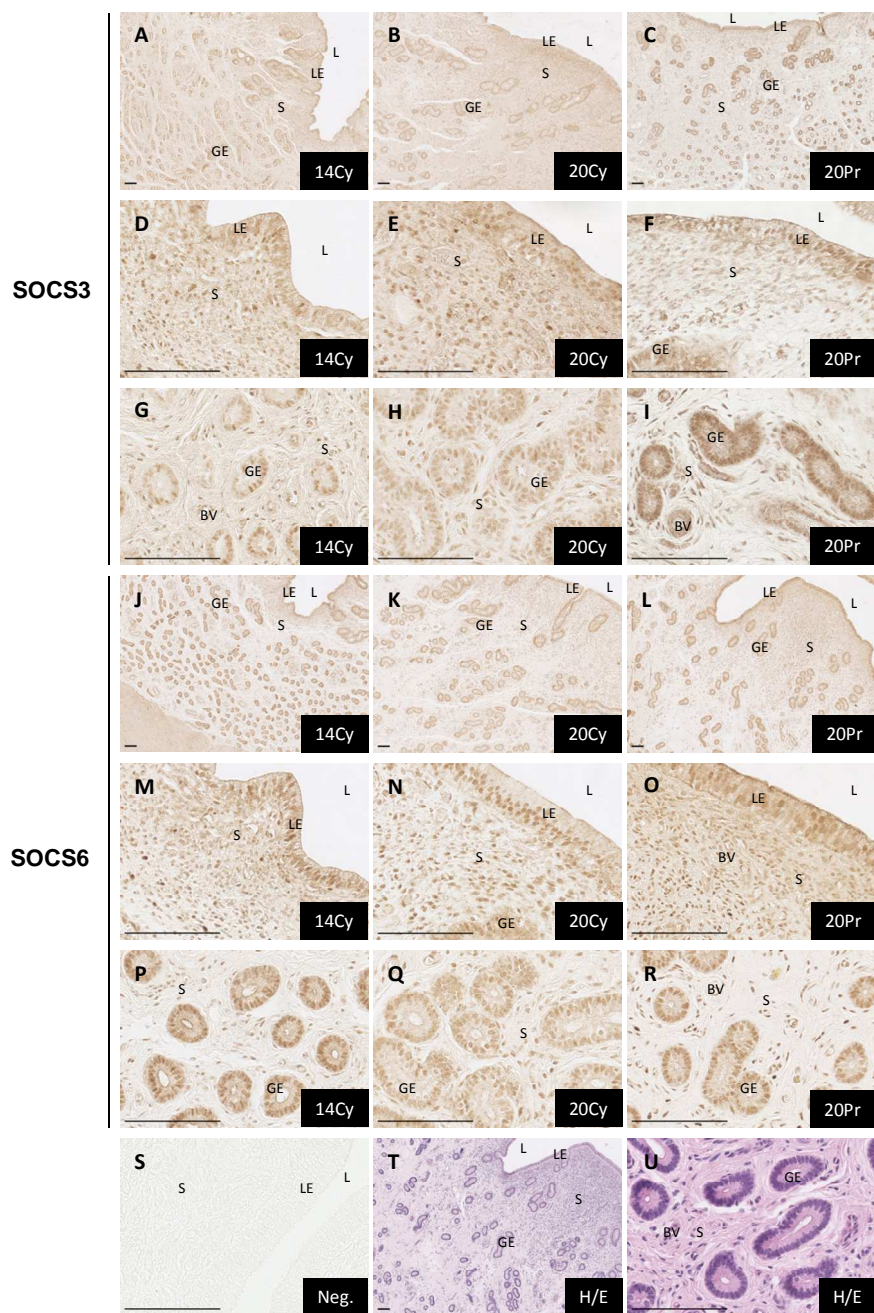 SOCS3
A L LE S GE 14Cy
B LE L S GE 20Cy
C L LE GE S 20Pr
D LE L S 14Cy
E L LE S 20Cy
F L LE S GE 20Pr
G S GE BV 14Cy
H GE S 20Cy
I GE S BV 20Pr
SOCS6
J GE LE L S 14Cy
K LE L GE S 20Cy
L LE L GE S 20Pr
M L LE S 14Cy
N L LE S GE 20Cy
O L LE BV S 20Pr
P S GE 14Cy
Q S GE 20Cy
R BV S GE 20Pr
S S LE L Neg.
T L LE S GE H/E
U GE BV S H/E